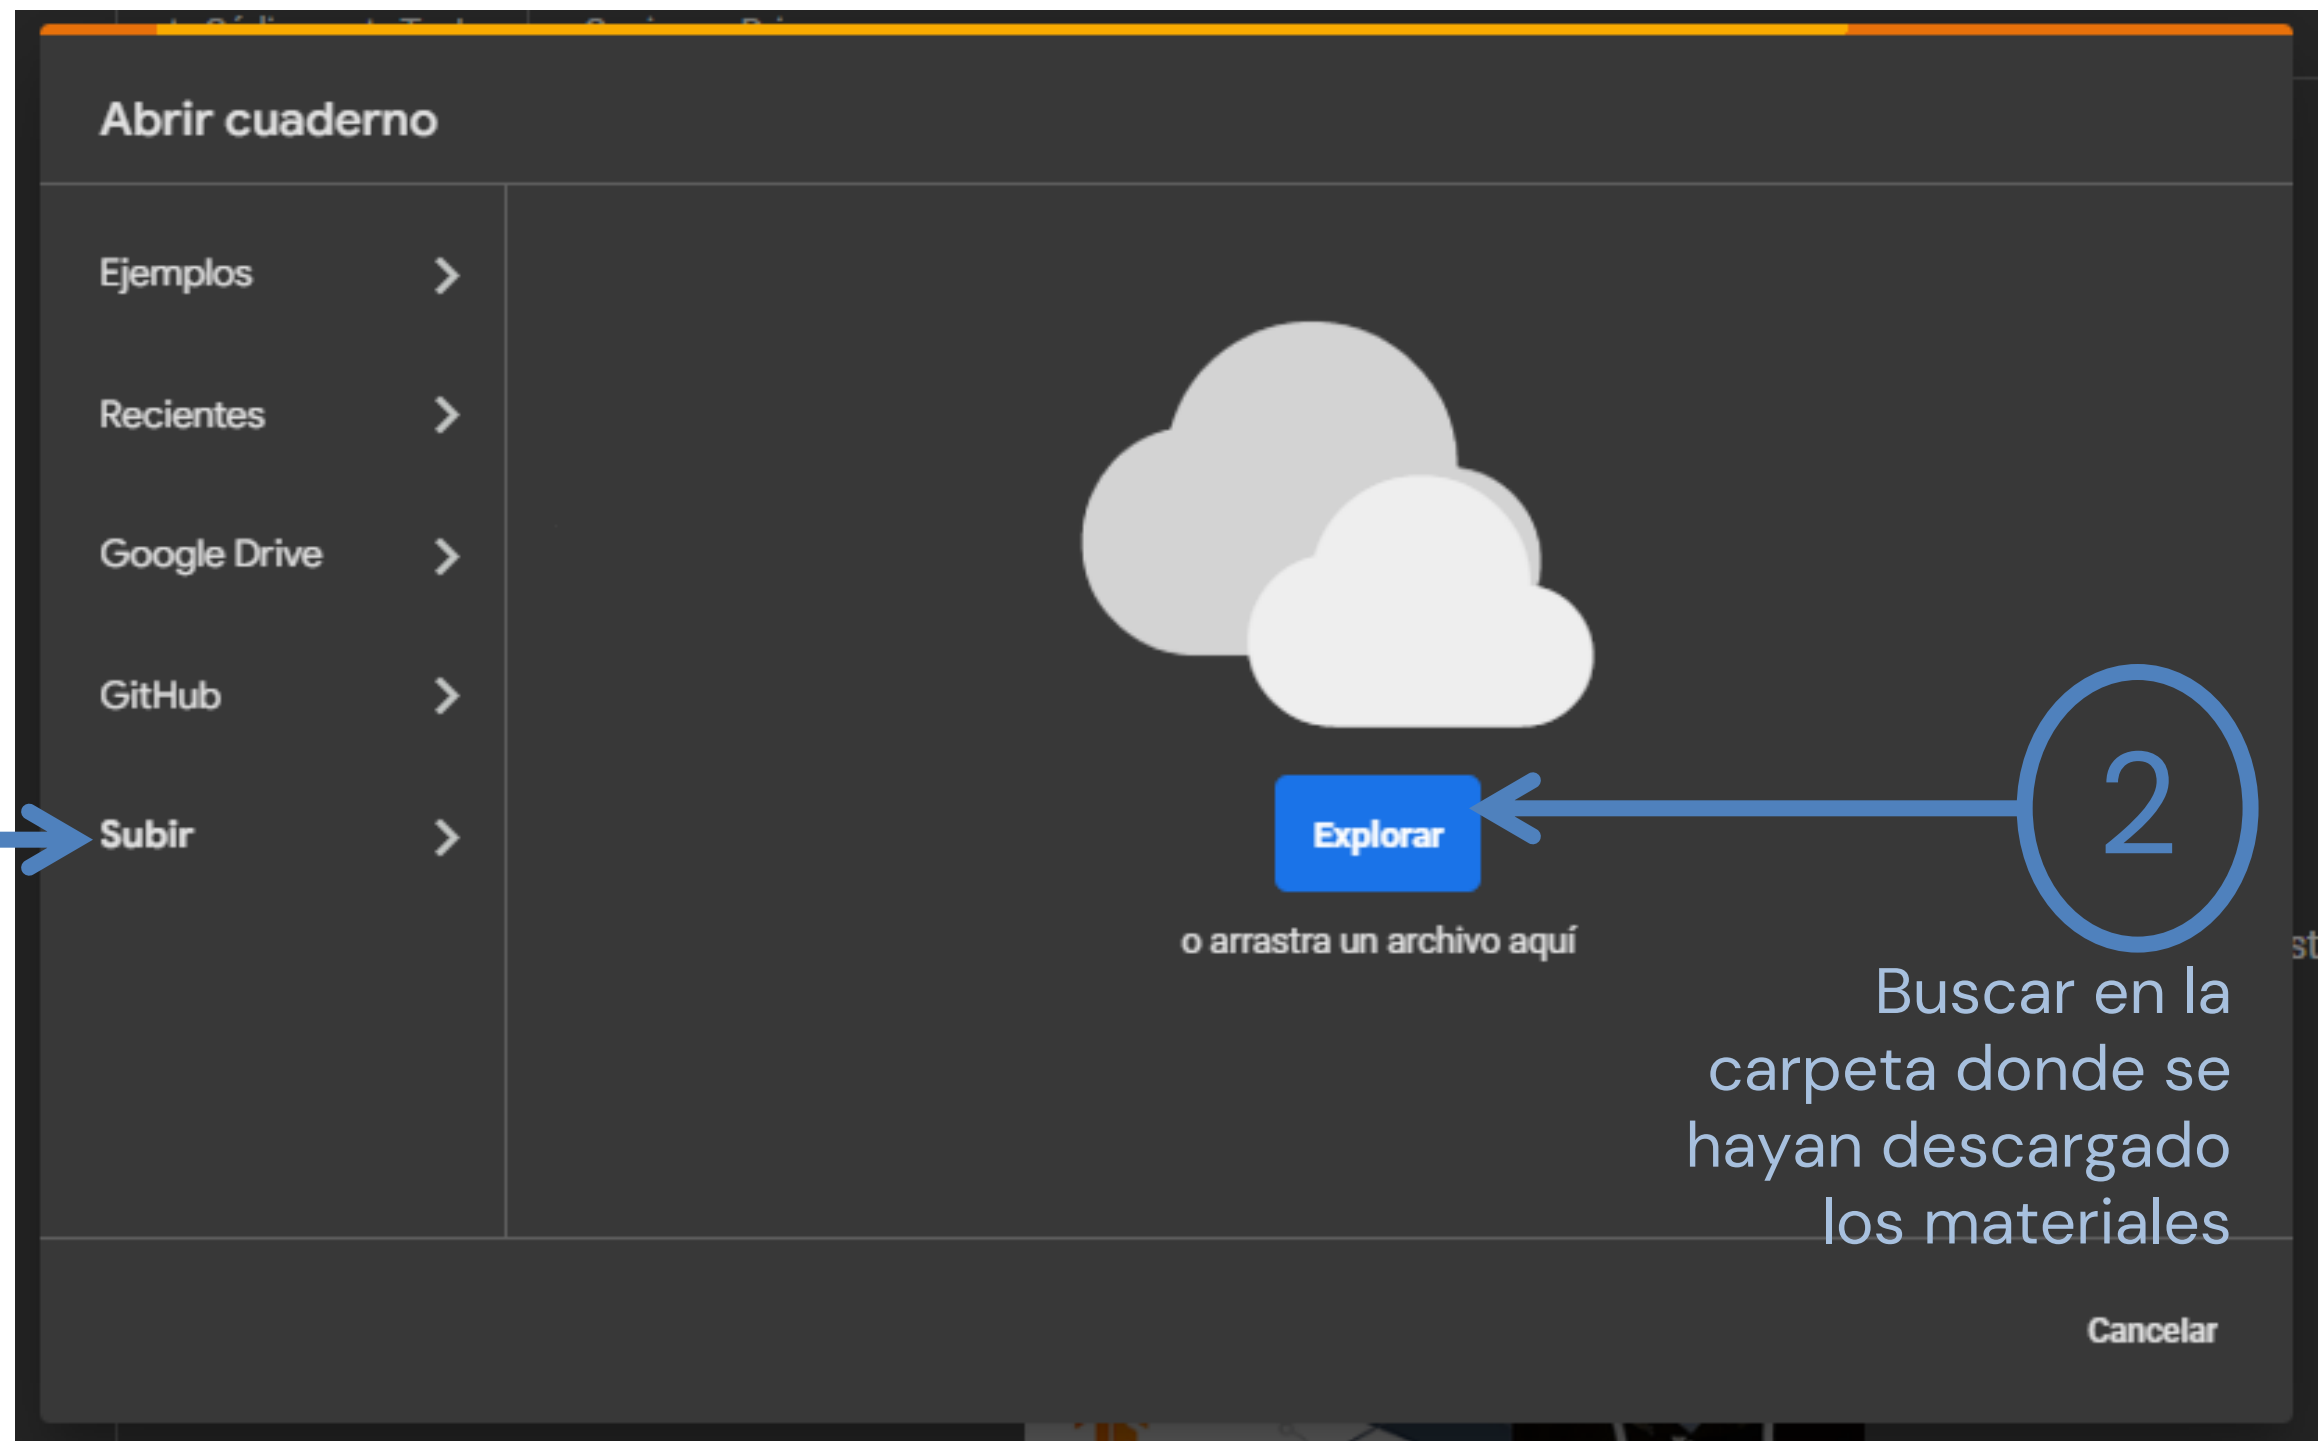 Abrir cuaderno
Ejemplos
Recientes
Google Drive
GitHub
Subir
Explorar
o arrastra un archivo aquí
2
Buscar en la
carpeta donde se
hayan descargado
los materiales
Cancelar